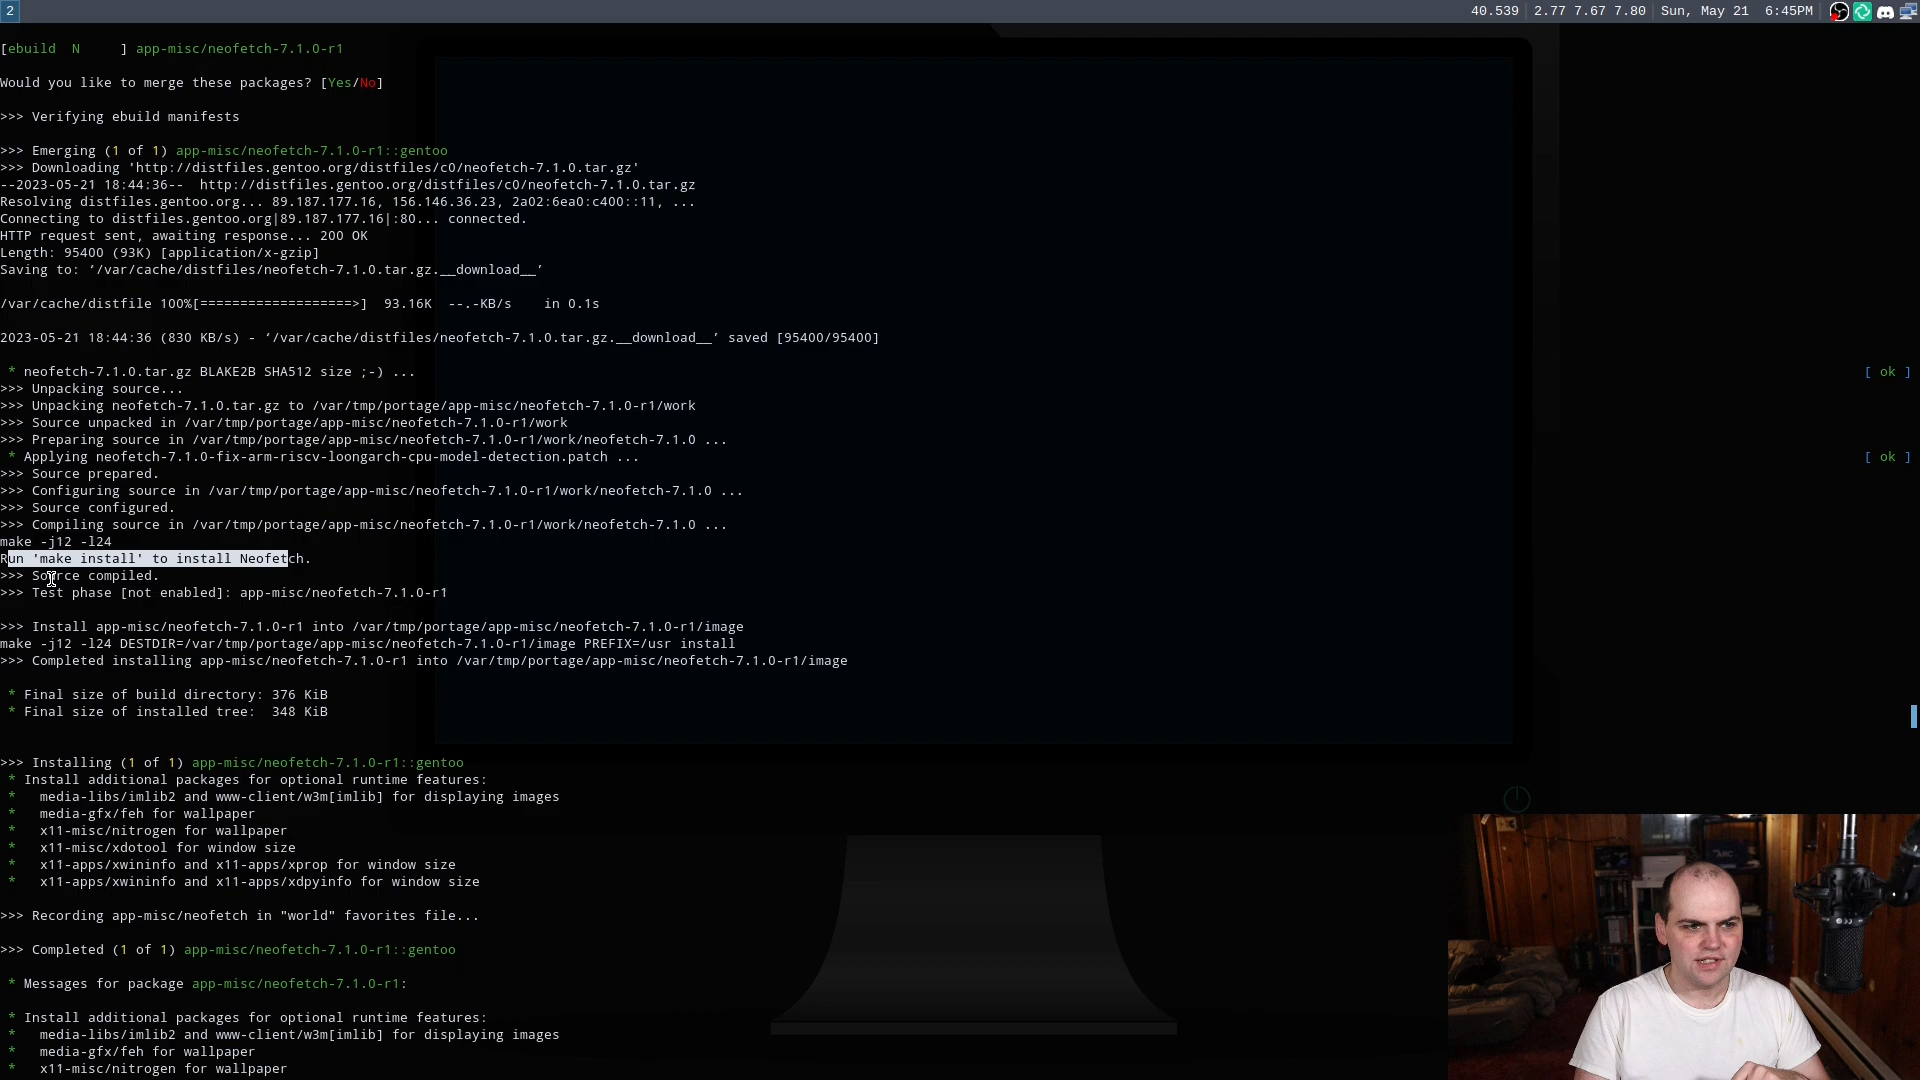 2
40.539 2.77 7.67 7.80 Sun, May 21 6:45PM
[ebuild  N     ] app-misc/neofetch-7.1.0-r1
Would you like to merge these packages? [Yes/No]
>>> Verifying ebuild manifests
>>> Emerging (1 of 1) app-misc/neofetch-7.1.0-r1::gentoo
>>> Downloading 'http://distfiles.gentoo.org/distfiles/c0/neofetch-7.1.0.tar.gz'
--2023-05-21 18:44:36--  http://distfiles.gentoo.org/distfiles/c0/neofetch-7.1.0.tar.gz
Resolving distfiles.gentoo.org... 89.187.177.16, 156.146.36.23, 2a02:6ea0:c400::11, ...
Connecting to distfiles.gentoo.org|89.187.177.16|:80... connected.
HTTP request sent, awaiting response... 200 OK
Length: 95400 (93K) [application/x-gzip]
Saving to: ‘/var/cache/distfiles/neofetch-7.1.0.tar.gz.__download__’
/var/cache/distfile 100%[===================>]  93.16K  --.-KB/s    in 0.1s
2023-05-21 18:44:36 (830 KB/s) - ‘/var/cache/distfiles/neofetch-7.1.0.tar.gz.__download__’ saved [95400/95400]
 * neofetch-7.1.0.tar.gz BLAKE2B SHA512 size ;-) ... [ ok ]
>>> Unpacking source...
>>> Unpacking neofetch-7.1.0.tar.gz to /var/tmp/portage/app-misc/neofetch-7.1.0-r1/work
>>> Source unpacked in /var/tmp/portage/app-misc/neofetch-7.1.0-r1/work
>>> Preparing source in /var/tmp/portage/app-misc/neofetch-7.1.0-r1/work/neofetch-7.1.0 ...
 * Applying neofetch-7.1.0-fix-arm-riscv-loongarch-cpu-model-detection.patch ... [ ok ]
>>> Source prepared.
>>> Configuring source in /var/tmp/portage/app-misc/neofetch-7.1.0-r1/work/neofetch-7.1.0 ...
>>> Source configured.
>>> Compiling source in /var/tmp/portage/app-misc/neofetch-7.1.0-r1/work/neofetch-7.1.0 ...
make -j12 -l24
Run 'make install' to install Neofetch.
>>> Source compiled.
>>> Test phase [not enabled]: app-misc/neofetch-7.1.0-r1
>>> Install app-misc/neofetch-7.1.0-r1 into /var/tmp/portage/app-misc/neofetch-7.1.0-r1/image
make -j12 -l24 DESTDIR=/var/tmp/portage/app-misc/neofetch-7.1.0-r1/image PREFIX=/usr install
>>> Completed installing app-misc/neofetch-7.1.0-r1 into /var/tmp/portage/app-misc/neofetch-7.1.0-r1/image
 * Final size of build directory: 376 KiB
 * Final size of installed tree:  348 KiB
>>> Installing (1 of 1) app-misc/neofetch-7.1.0-r1::gentoo
 * Install additional packages for optional runtime features:
 *   media-libs/imlib2 and www-client/w3m[imlib] for displaying images
 *   media-gfx/feh for wallpaper
 *   x11-misc/nitrogen for wallpaper
 *   x11-misc/xdotool for window size
 *   x11-apps/xwininfo and x11-apps/xprop for window size
 *   x11-apps/xwininfo and x11-apps/xdpyinfo for window size
>>> Recording app-misc/neofetch in "world" favorites file...
>>> Completed (1 of 1) app-misc/neofetch-7.1.0-r1::gentoo
 * Messages for package app-misc/neofetch-7.1.0-r1:
 * Install additional packages for optional runtime features:
 *   media-libs/imlib2 and www-client/w3m[imlib] for displaying images
 *   media-gfx/feh for wallpaper
 *   x11-misc/nitrogen for wallpaper